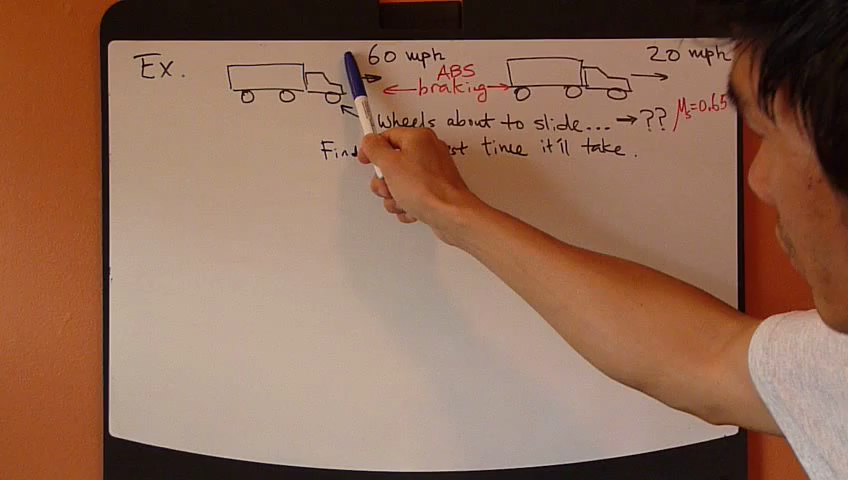 Ex. 60 mph 20 mph
ABS
braking
wheels about to slide... → ?? μs=0.65
Find time it'll take.